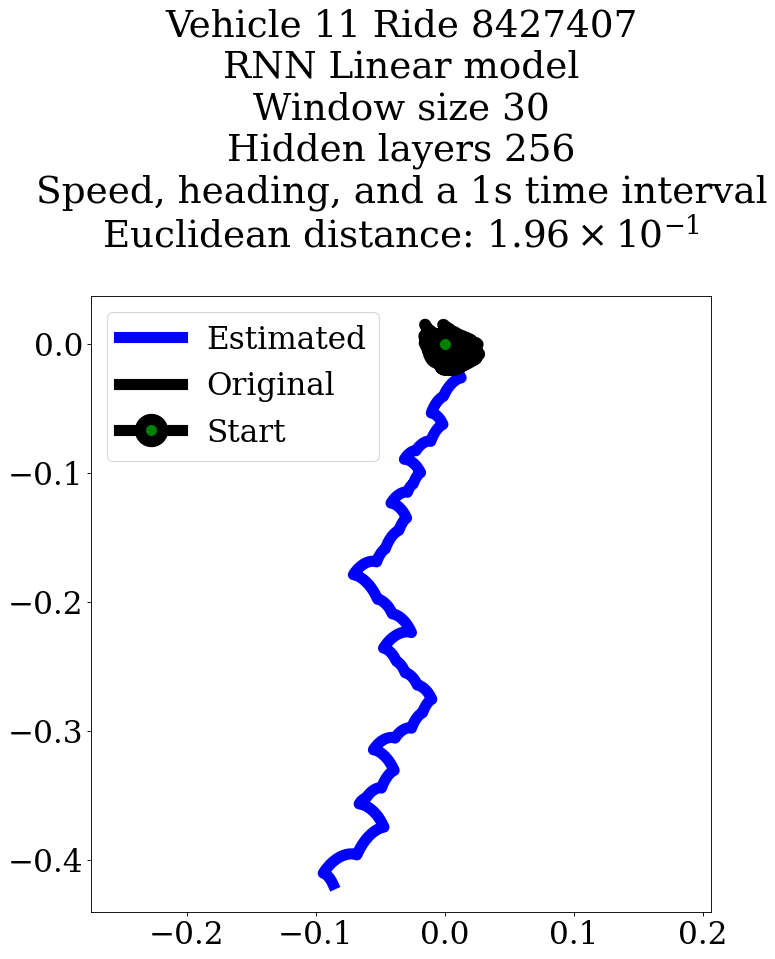 Vehicle 11 Ride 8427407
RNN Linear model
Window size 30
Hidden layers 256
Speed, heading, and a 1s time interval
Euclidean distance: 1.96 × 10⁻¹
Estimated
Original
Start
0.0
−0.1
−0.2
−0.3
−0.4
−0.2 −0.1 0.0 0.1 0.2